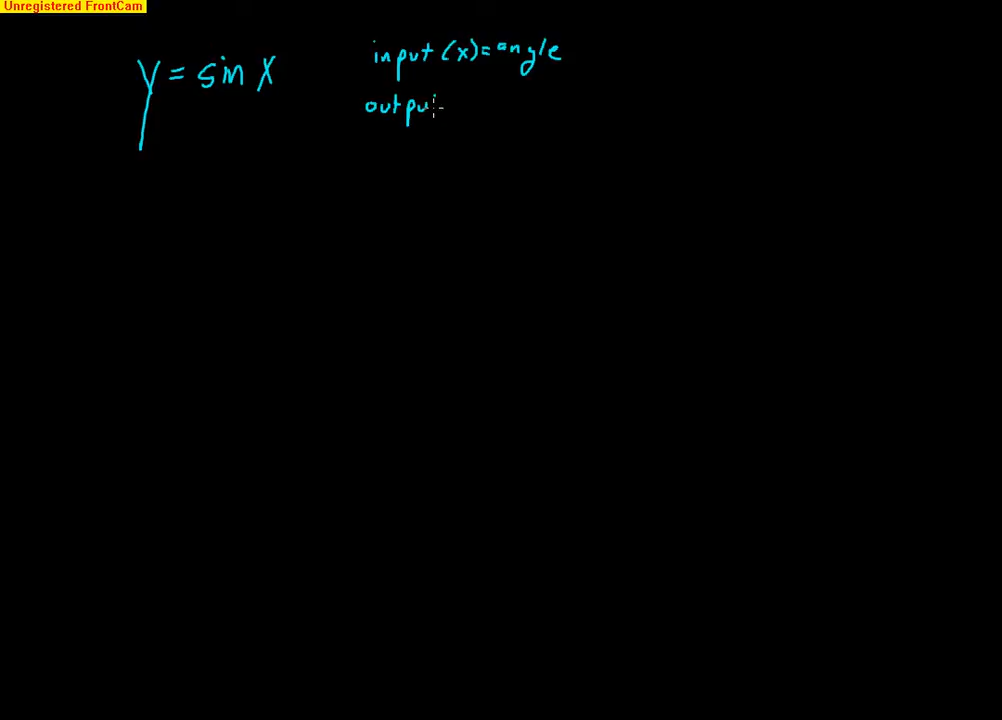 Unregistered FrontCam
y = sin x
input (x) = angle
outpu